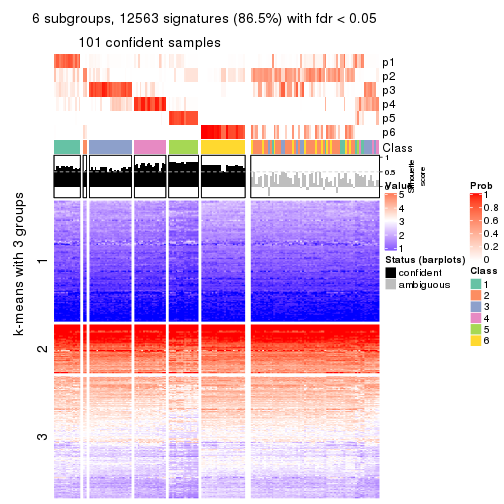 6 subgroups, 12563 signatures (86.5%) with fdr < 0.05
101 confident samples
p1
p2
p3
p4
p5
p6
Class
1
0.5
0
Silhouette
score
k-means with 3 groups
1
2
3
Value
5
4
3
2
1
Status (barplots)
confident
ambiguous
Prob
1
0.8
0.6
0.4
0.2
0
Class
1
2
3
4
5
6